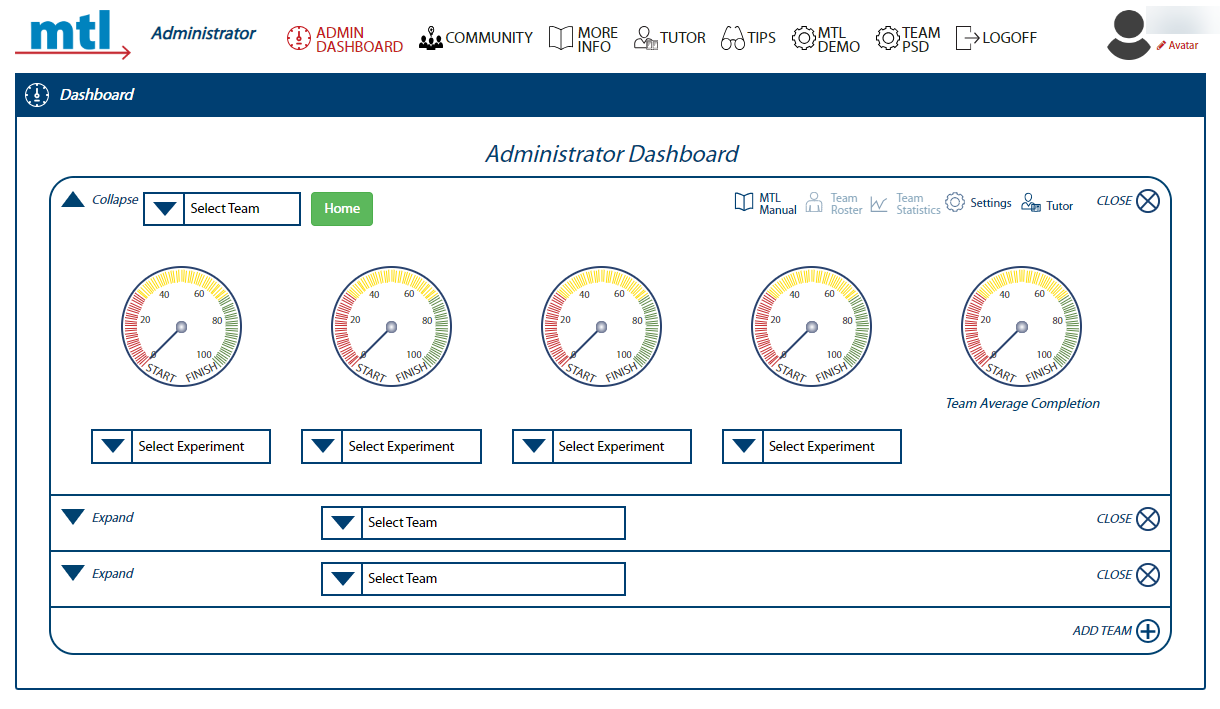 mtl
Administrator
ADMIN
DASHBOARD
COMMUNITY
MORE
INFO
TUTOR
TIPS
MTL
DEMO
TEAM
PSD
LOGOFF
Avatar
Dashboard
Administrator Dashboard
Collapse
Select Team
Home
MTL
Manual
Team
Roster
Team
Statistics
Settings
Tutor
CLOSE
40 60
20 80
0 100
START FINISH
40 60
20 80
0 100
START FINISH
40 60
20 80
0 100
START FINISH
40 60
20 80
0 100
START FINISH
40 60
20 80
0 100
START FINISH
Team Average Completion
Select Experiment
Select Experiment
Select Experiment
Select Experiment
Expand
Select Team
CLOSE
Expand
Select Team
CLOSE
ADD TEAM